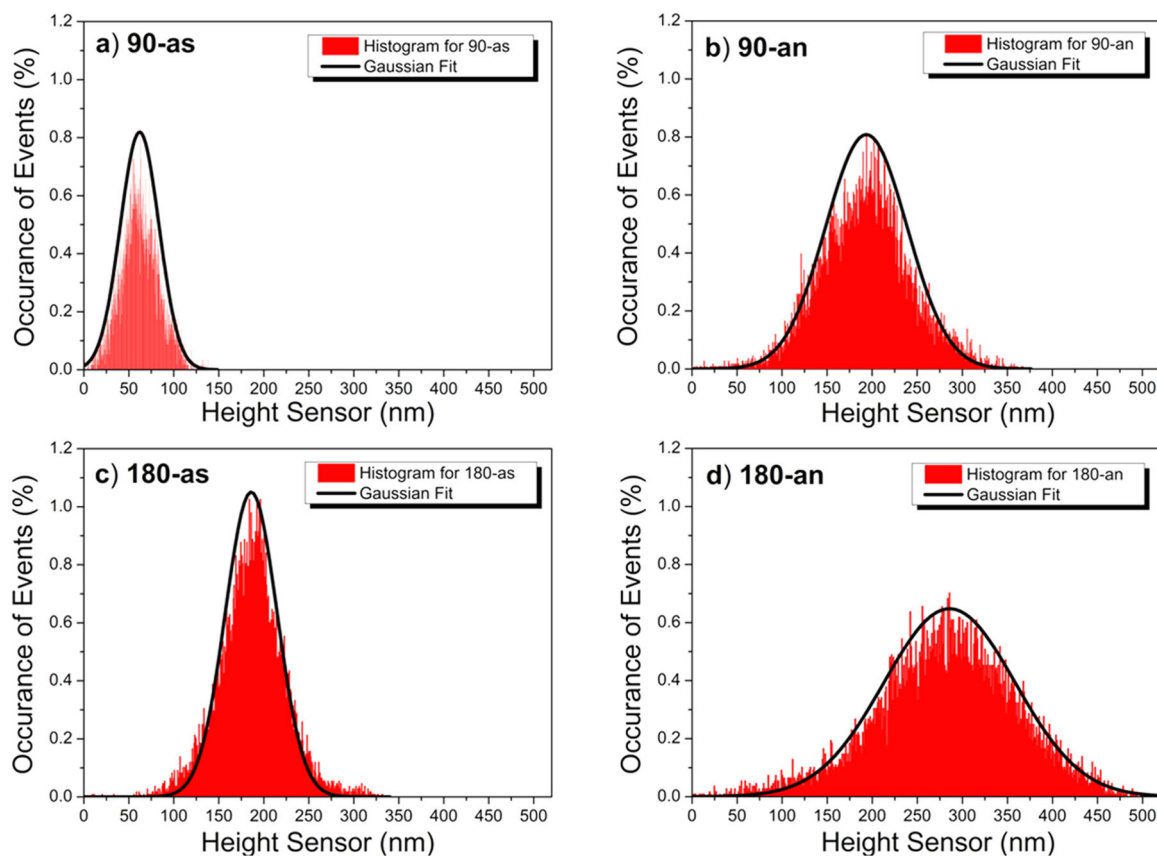 a) 90-as
Histogram for 90-as
Gaussian Fit
Occurance of Events (%)
1.2
1.0
0.8
0.6
0.4
0.2
0.0
0 50 100 150 200 250 300 350 400 450 500
Height Sensor (nm)
b) 90-an
Histogram for 90-an
Gaussian Fit
Occurance of Events (%)
1.2
1.0
0.8
0.6
0.4
0.2
0.0
0 50 100 150 200 250 300 350 400 450 500
Height Sensor (nm)
c) 180-as
Histogram for 180-as
Gaussian Fit
Occurance of Events (%)
1.2
1.0
0.8
0.6
0.4
0.2
0.0
0 50 100 150 200 250 300 350 400 450 500
Height Sensor (nm)
d) 180-an
Histogram for 180-an
Gaussian Fit
Occurance of Events (%)
1.2
1.0
0.8
0.6
0.4
0.2
0.0
0 50 100 150 200 250 300 350 400 450 500
Height Sensor (nm)